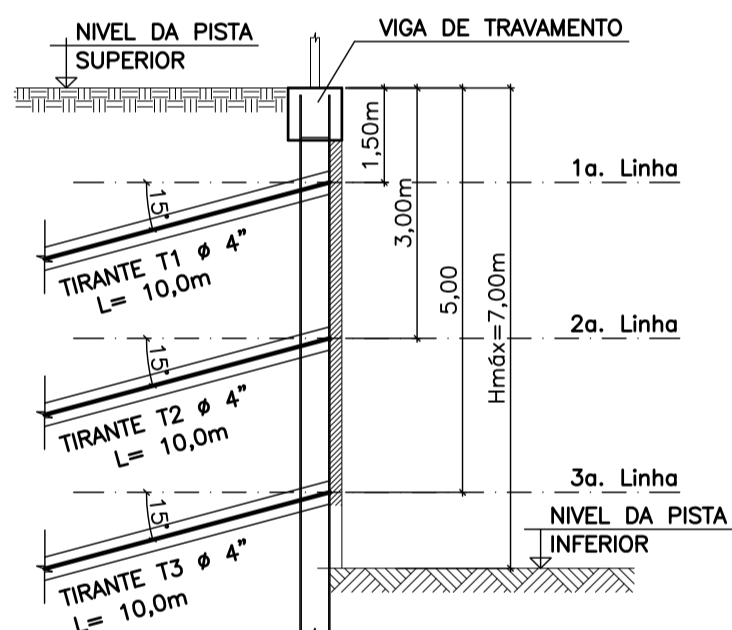 NIVEL DA PISTA
SUPERIOR
VIGA DE TRAVAMENTO
1,50m
3,00m
5,00
Hmáx=7,00m
1a. Linha
15°
TIRANTE T1 ø 4"
L= 10,0m
2a. Linha
15°
TIRANTE T2 ø 4"
L= 10,0m
3a. Linha
15°
NIVEL DA PISTA
INFERIOR
TIRANTE T3 ø 4"
L= 10,0m